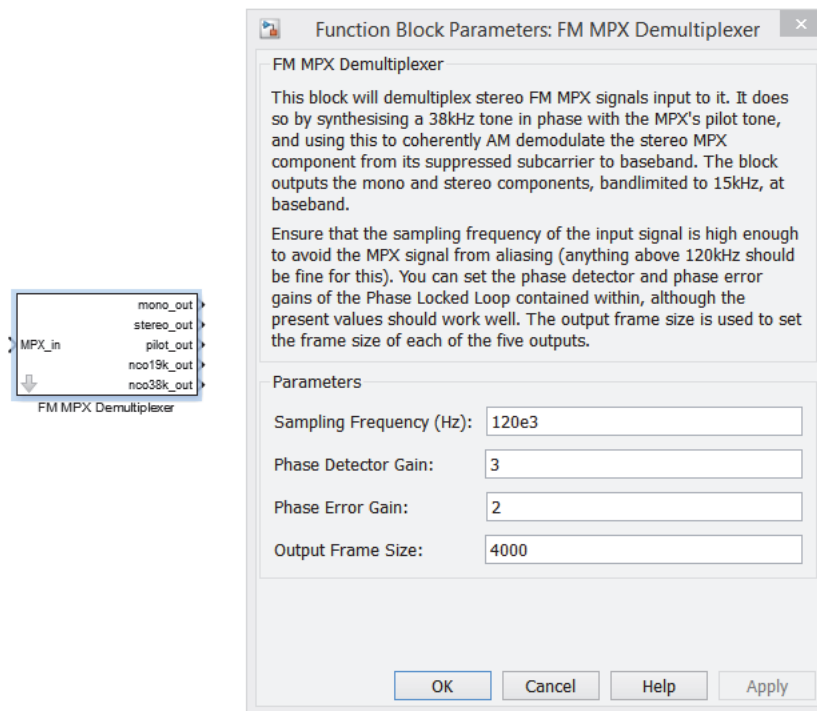 mono_out
stereo_out
MPX_in
pilot_out
nco19k_out
nco38k_out
FM MPX Demultiplexer
Function Block Parameters: FM MPX Demultiplexer
FM MPX Demultiplexer
This block will demultiplex stereo FM MPX signals input to it. It does
so by synthesising a 38kHz tone in phase with the MPX's pilot tone,
and using this to coherently AM demodulate the stereo MPX
component from its suppressed subcarrier to baseband. The block
outputs the mono and stereo components, bandlimited to 15kHz, at
baseband.
Ensure that the sampling frequency of the input signal is high enough
to avoid the MPX signal from aliasing (anything above 120kHz should
be fine for this). You can set the phase detector and phase error
gains of the Phase Locked Loop contained within, although the
present values should work well. The output frame size is used to set
the frame size of each of the five outputs.
Parameters
Sampling Frequency (Hz): 120e3
Phase Detector Gain: 3
Phase Error Gain: 2
Output Frame Size: 4000
OK Cancel Help Apply